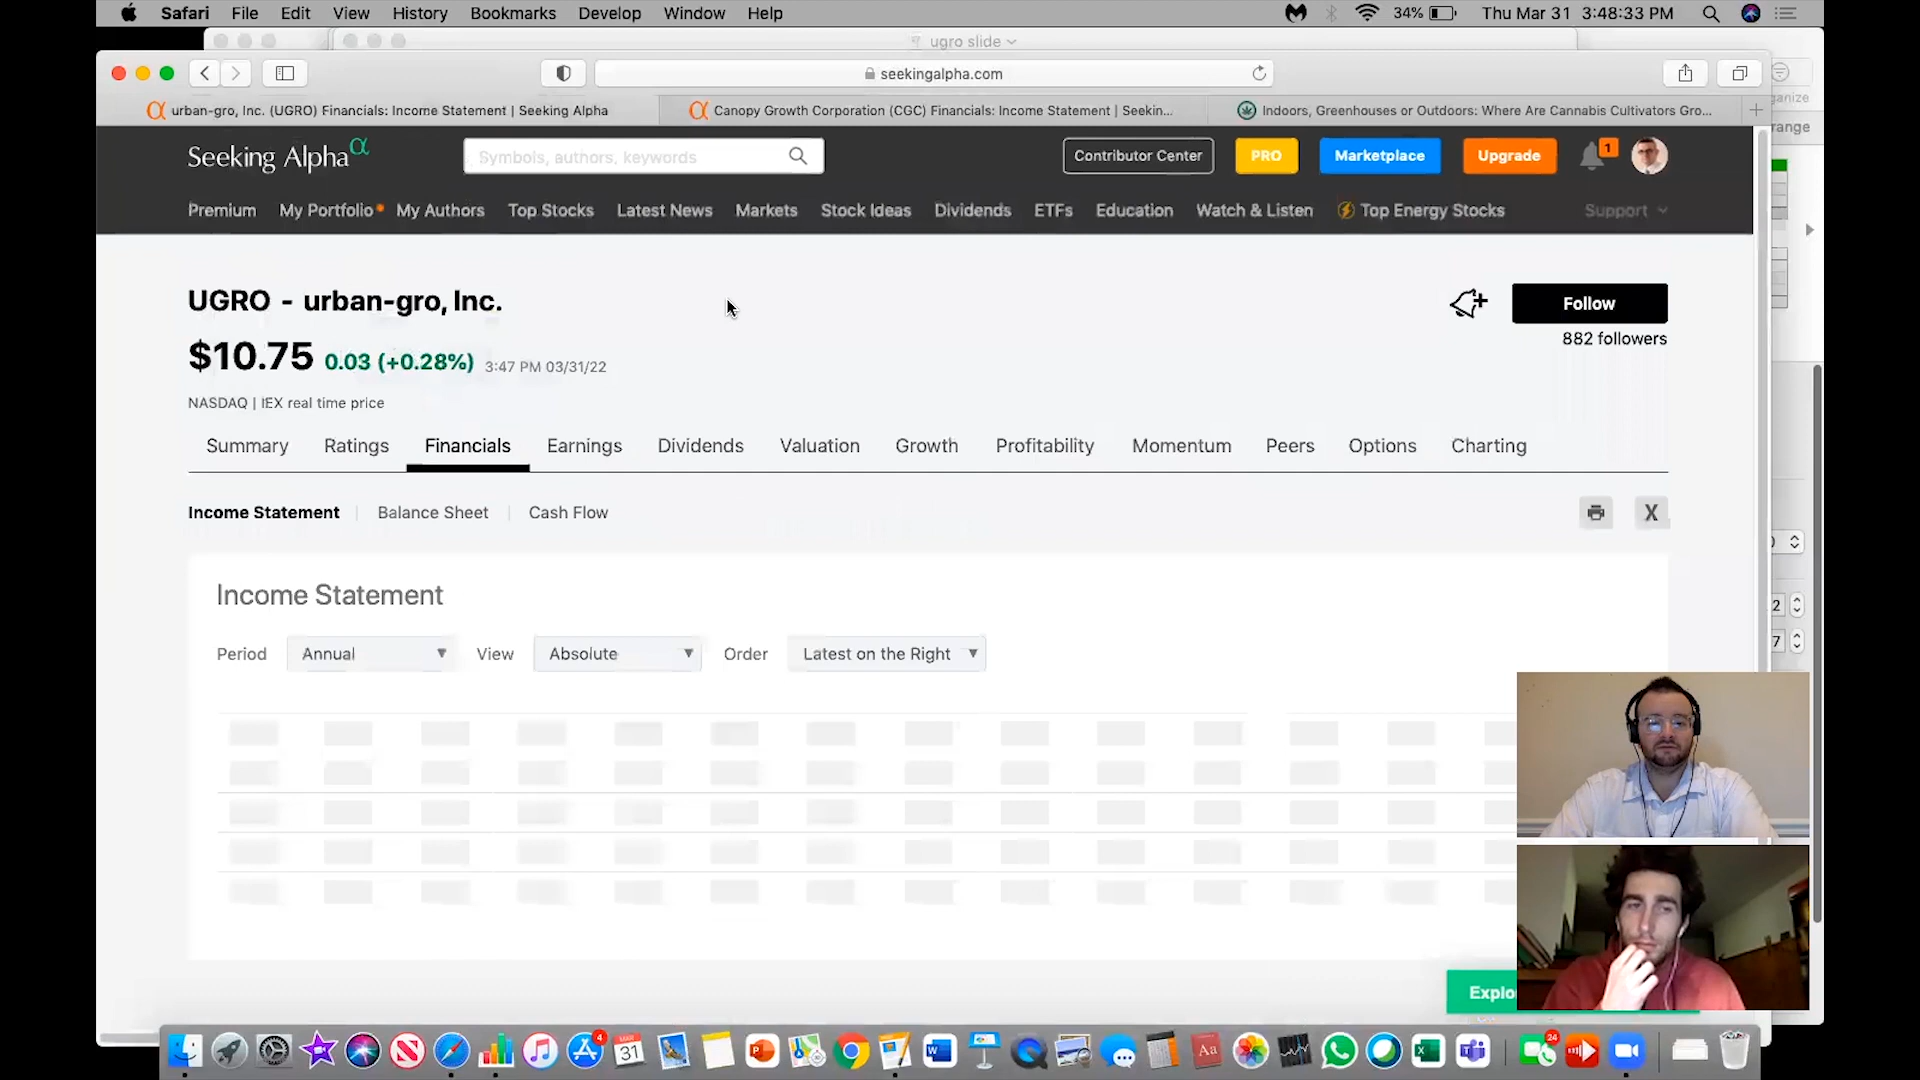 Safari File Edit View History Bookmarks Develop Window Help 34% Thu Mar 31 3:48:33 PM
ugro slide
seekingalpha.com
urban-gro, Inc. (UGRO) Financials: Income Statement | Seeking Alpha
Canopy Growth Corporation (CGC) Financials: Income Statement | Seekin...
Indoors, Greenhouses or Outdoors: Where Are Cannabis Cultivators Gro...
Seeking Alpha α
Symbols, authors, keywords
Contributor Center
PRO
Marketplace
Upgrade
1
Premium My Portfolio My Authors Top Stocks Latest News Markets Stock Ideas Dividends ETFs Education Watch & Listen Top Energy Stocks Support
UGRO - urban-gro, Inc.
Follow
882 followers
$10.75 0.03 (+0.28%) 3:47 PM 03/31/22
NASDAQ | IEX real time price
Summary Ratings Financials Earnings Dividends Valuation Growth Profitability Momentum Peers Options Charting
Income Statement | Balance Sheet | Cash Flow
X
Income Statement
Period Annual View Absolute Order Latest on the Right
2
7
Explo
4
MAR
31
Aa
24